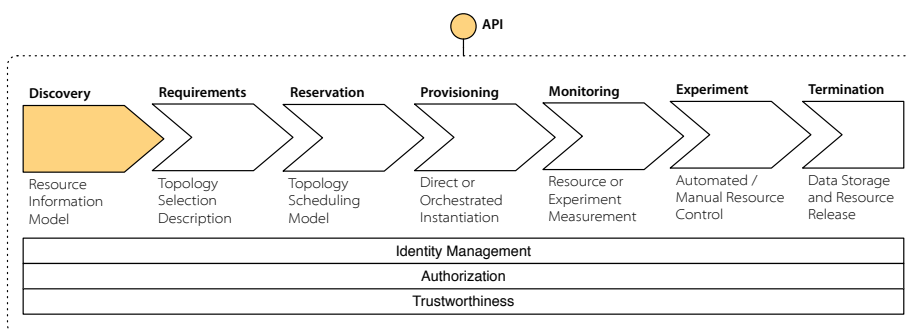 API
Discovery
Requirements
Reservation
Provisioning
Monitoring
Experiment
Termination
Resource
Information
Model
Topology
Selection
Description
Topology
Scheduling
Model
Direct or
Orchestrated
Instantiation
Resource or
Experiment
Measurement
Automated /
Manual Resource
Control
Data Storage
and Resource
Release
Identity Management
Authorization
Trustworthiness